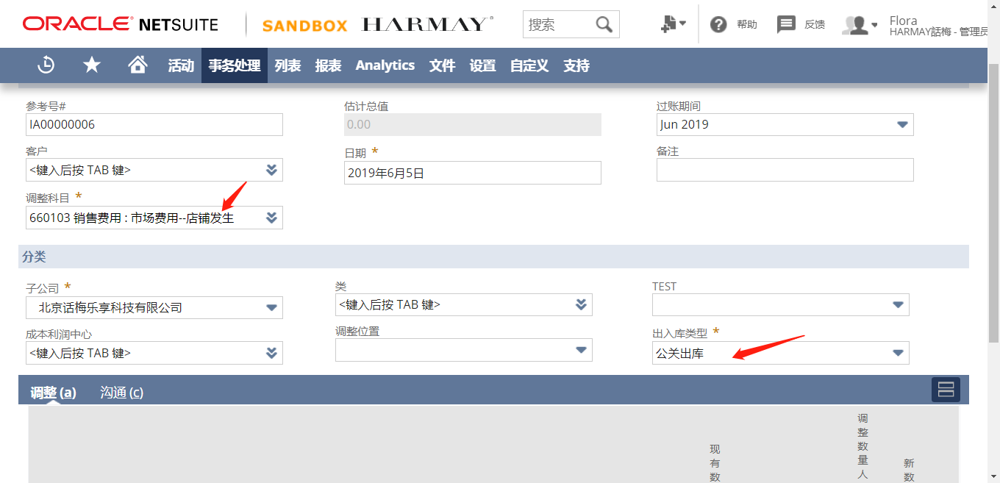 ORACLE NETSUITE
SANDBOX
HARMAY
搜索
帮助
反馈
Flora
HARMAY話梅 - 管理员
活动 事务处理 列表 报表 Analytics 文件 设置 自定义 支持
参考号#
IA00000006
估计总值
0.00
过账期间
Jun 2019
客户
<键入后按 TAB 键>
日期 *
2019年6月5日
备注
调整科目 *
660103 销售费用 : 市场费用--店铺发生
分类
子公司 *
北京话梅乐享科技有限公司
类
<键入后按 TAB 键>
TEST
成本利润中心
<键入后按 TAB 键>
调整位置
出入库类型 *
公关出库
调整 (a) 沟通 (c)
现
有
数
调
整
数
量
人
新
数